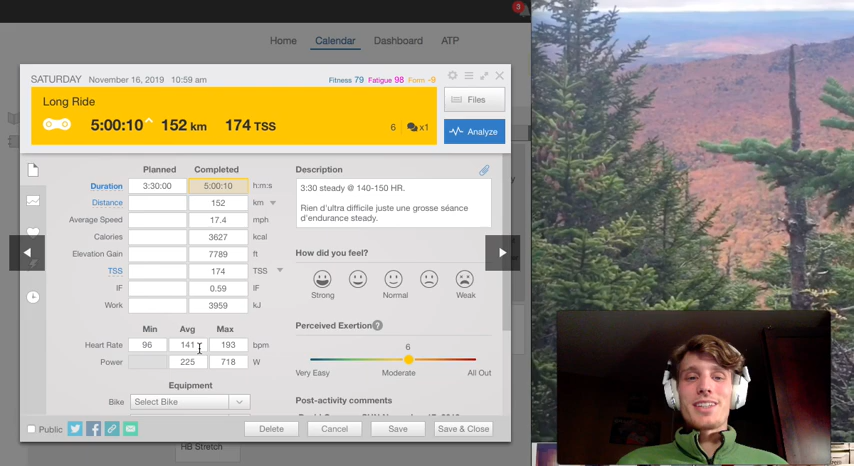 3
Home Calendar Dashboard ATP
SATURDAY November 16, 2019 10:59 am
Fitness 79 Fatigue 98 Form -9
Long Ride
5:00:10 152 km 174 TSS
6 x1
Files
Analyze
Planned Completed
Duration 3:30:00 5:00:10 h:m:s
Distance 152 km
Average Speed 17.4 mph
Calories 3627 kcal
Elevation Gain 7789 ft
TSS 174 TSS
IF 0.59 IF
Work 3959 kJ
Min Avg Max
Heart Rate 96 141 193 bpm
Power 225 718 W
Equipment
Bike Select Bike
Description
3:30 steady @ 140-150 HR.
Rien d'ultra difficile juste une grosse séance
d'endurance steady.
How did you feel?
Strong Normal Weak
Perceived Exertion ?
6
Very Easy Moderate All Out
Post-activity comments
Public
Delete Cancel Save Save & Close
HB Stretch